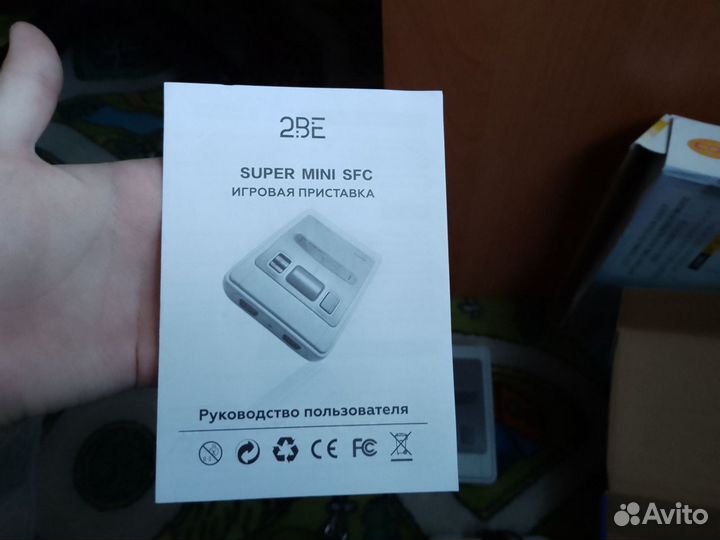 2BE
SUPER MINI SFC
ИГРОВАЯ ПРИСТАВКА
Руководство пользователя
CE FC
Avito